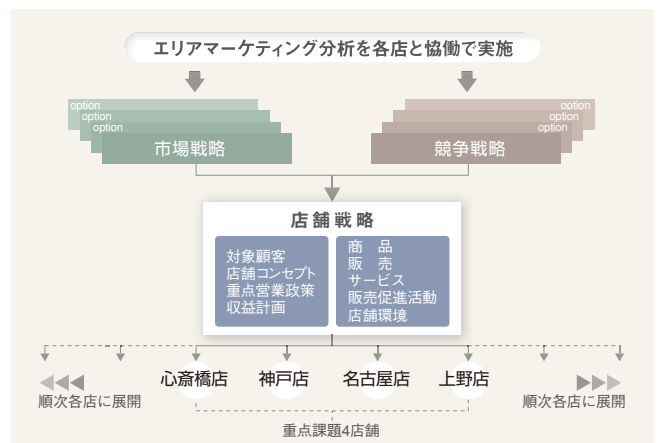 エリアマーケティング分析を各店と協働で実施
option
option
option
市場戦略
option
option
option
競争戦略
店舗戦略
対象顧客
店舗コンセプト
重点営業政策
収益計画
商　品
販　売
サービス
販売促進活動
店舗環境
心斎橋店
神戸店
名古屋店
上野店
順次各店に展開
順次各店に展開
重点課題4店舗